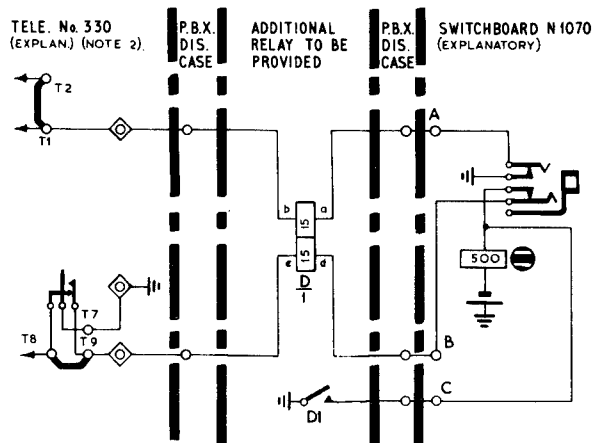 TELE. No. 330
(EXPLAN.) (NOTE 2).
P.B.X.
DIS.
CASE
ADDITIONAL
RELAY TO BE
PROVIDED
P.B.X.
DIS.
CASE
SWITCHBOARD N1070
(EXPLANATORY)
T2
T1
A
b
15
a
e
15
d
D
1
500
T7
T8
T9
B
C
D1